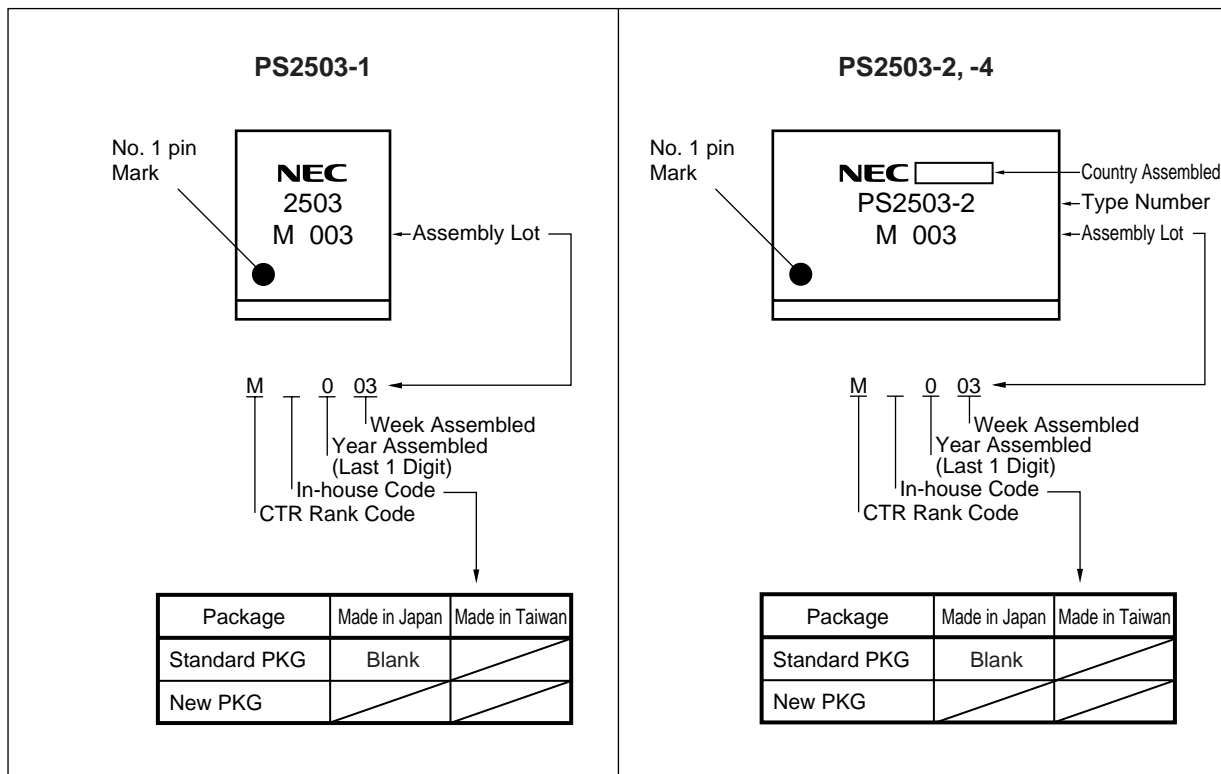 PS2503-1
No. 1 pin
Mark
NEC
2503
M 003
Assembly Lot
M 0 03
Week Assembled
Year Assembled
(Last 1 Digit)
In-house Code
CTR Rank Code
Package Made in Japan Made in Taiwan
Standard PKG Blank
New PKG
PS2503-2, -4
No. 1 pin
Mark
NEC
Country Assembled
PS2503-2
Type Number
M 003
Assembly Lot
M 0 03
Week Assembled
Year Assembled
(Last 1 Digit)
In-house Code
CTR Rank Code
Package Made in Japan Made in Taiwan
Standard PKG Blank
New PKG